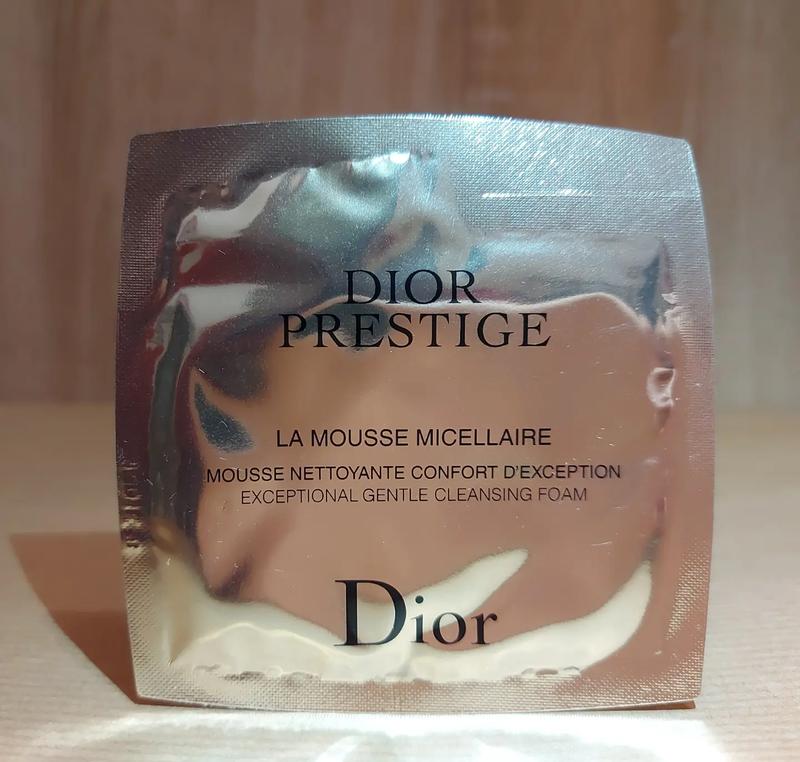 DIOR
PRESTIGE
LA MOUSSE MICELLAIRE
MOUSSE NETTOYANTE CONFORT D'EXCEPTION
EXCEPTIONAL GENTLE CLEANSING FOAM
Dior